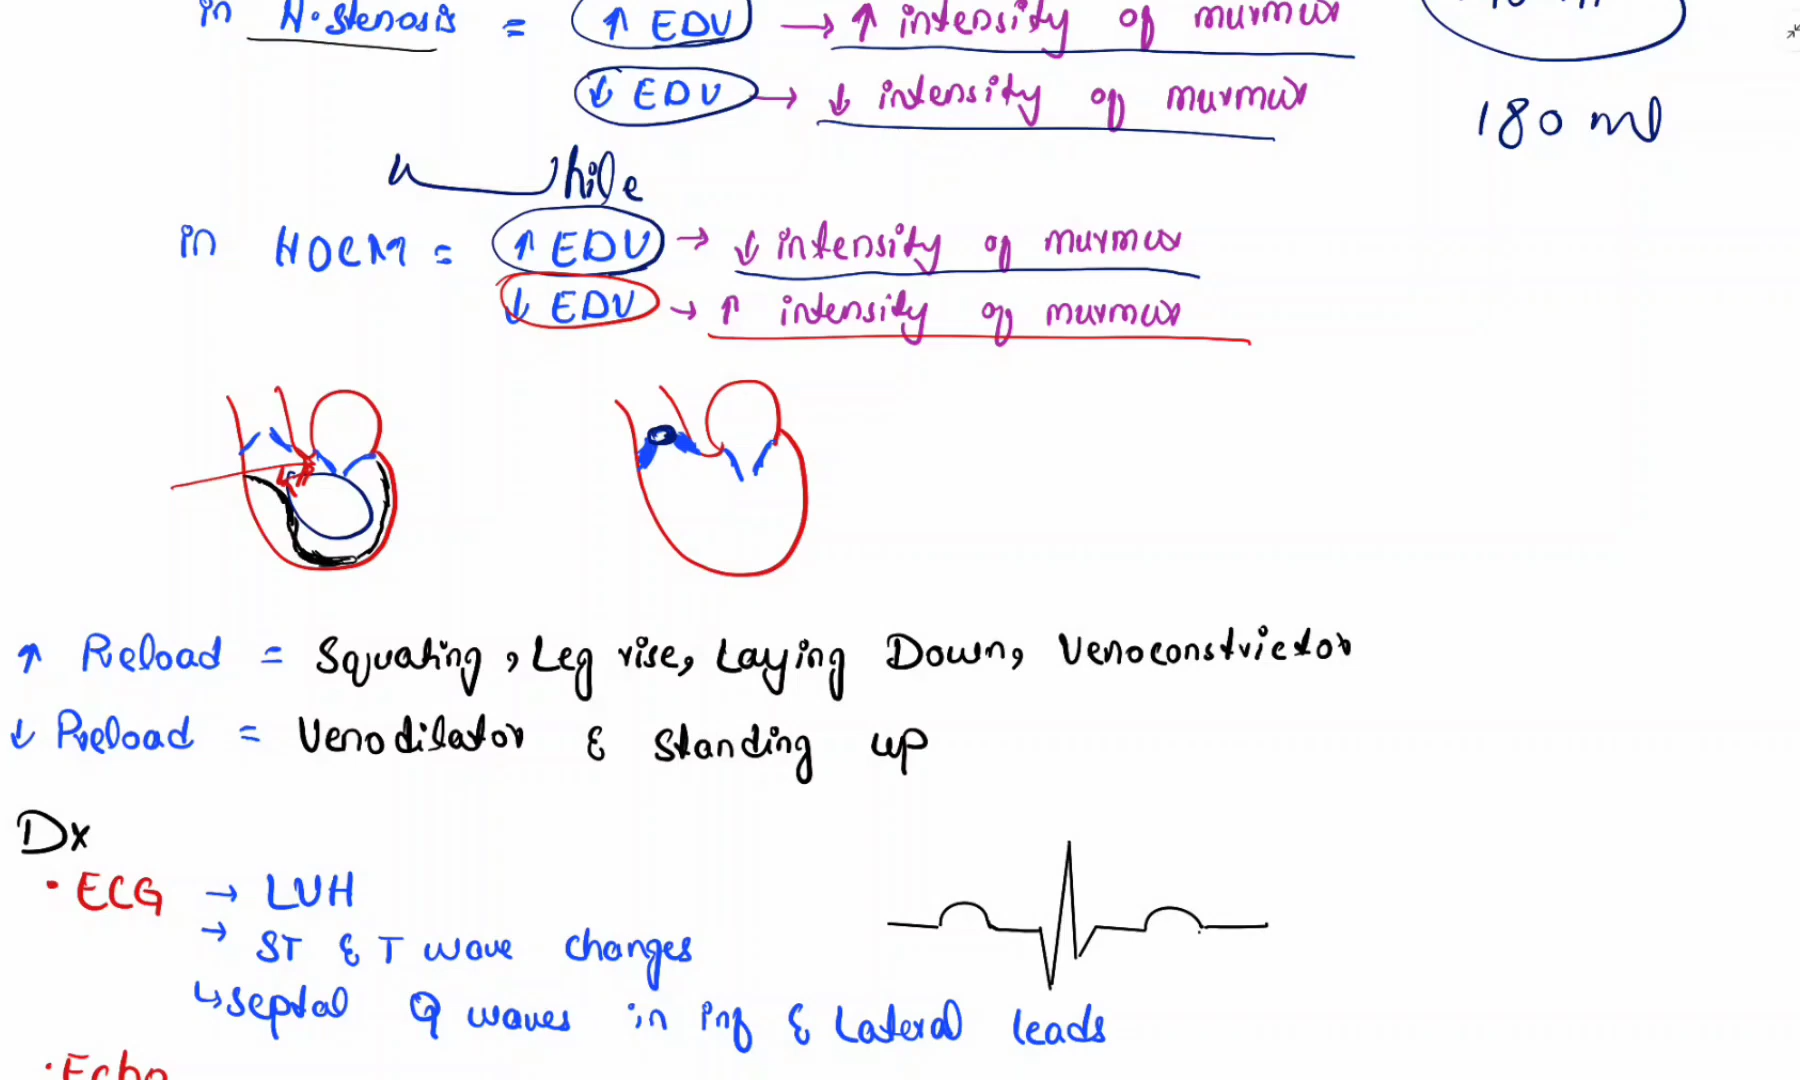 in A. Stenosis = ↑ EDV → ↑ intensity of murmur
↓ EDV → ↓ intensity of murmur
180 ml
while
in HOCM = ↑ EDV → ↓ intensity of murmur
↓ EDV → ↑ intensity of murmur
↑ Preload = Squating, Leg rise, Laying Down, Venoconstrictor
↓ Preload = Venodilator & standing up
Dx
• ECG → LVH
→ ST & T wave changes
↳ septal Q waves in inf & Lateral leads
• Echo